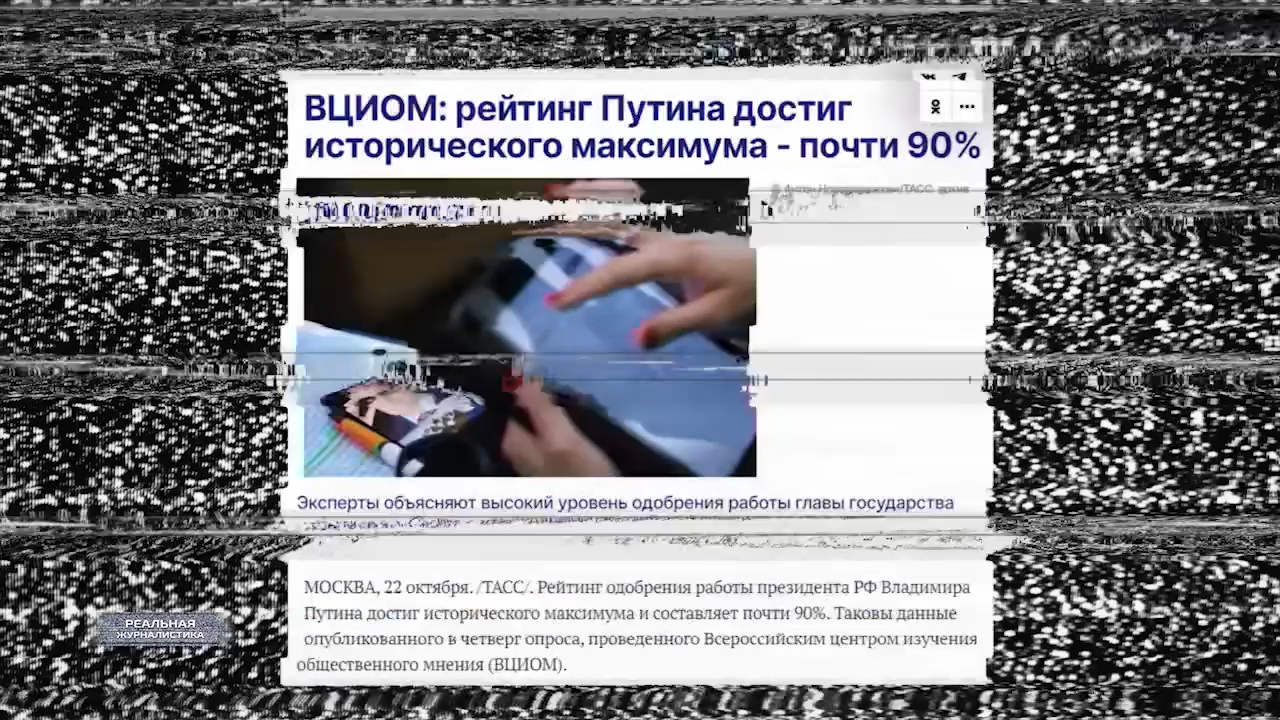 ВЦИОМ: рейтинг Путина достиг
исторического максимума - почти 90%
/ТАСС, архив
Эксперты объясняют высокий уровень одобрения работы главы государства
МОСКВА, 22 октября. /ТАСС/. Рейтинг одобрения работы президента РФ Владимира
Путина достиг исторического максимума и составляет почти 90%. Таковы данные
опубликованного в четверг опроса, проведенного Всероссийским центром изучения
общественного мнения (ВЦИОМ).
РЕАЛЬНАЯ
ЖУРНАЛИСТИКА